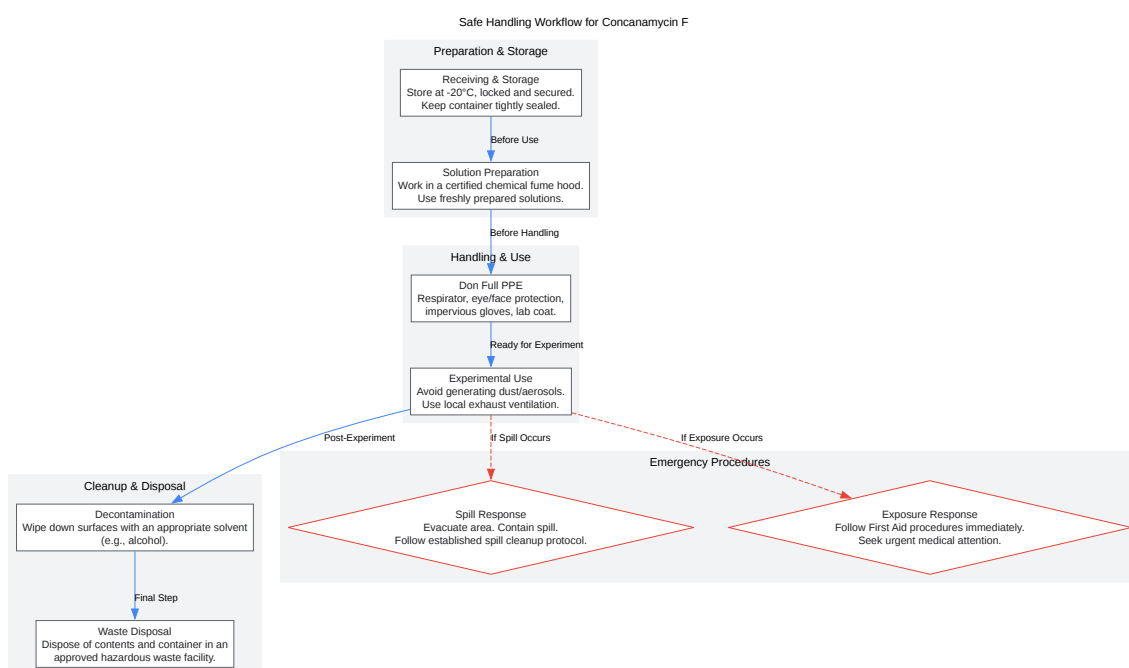 Safe Handling Workflow for Concanamycin F
Preparation & Storage
Receiving & Storage
Store at -20°C, locked and secured.
Keep container tightly sealed.
Before Use
Solution Preparation
Work in a certified chemical fume hood.
Use freshly prepared solutions.
Before Handling
Handling & Use
Don Full PPE
Respirator, eye/face protection,
impervious gloves, lab coat.
Ready for Experiment
Experimental Use
Avoid generating dust/aerosols.
Use local exhaust ventilation.
Post-Experiment
If Spill Occurs
If Exposure Occurs
Emergency Procedures
Spill Response
Evacuate area. Contain spill.
Follow established spill cleanup protocol.
Exposure Response
Follow First Aid procedures immediately.
Seek urgent medical attention.
Cleanup & Disposal
Decontamination
Wipe down surfaces with an appropriate solvent
(e.g., alcohol).
Final Step
Waste Disposal
Dispose of contents and container in an
approved hazardous waste facility.